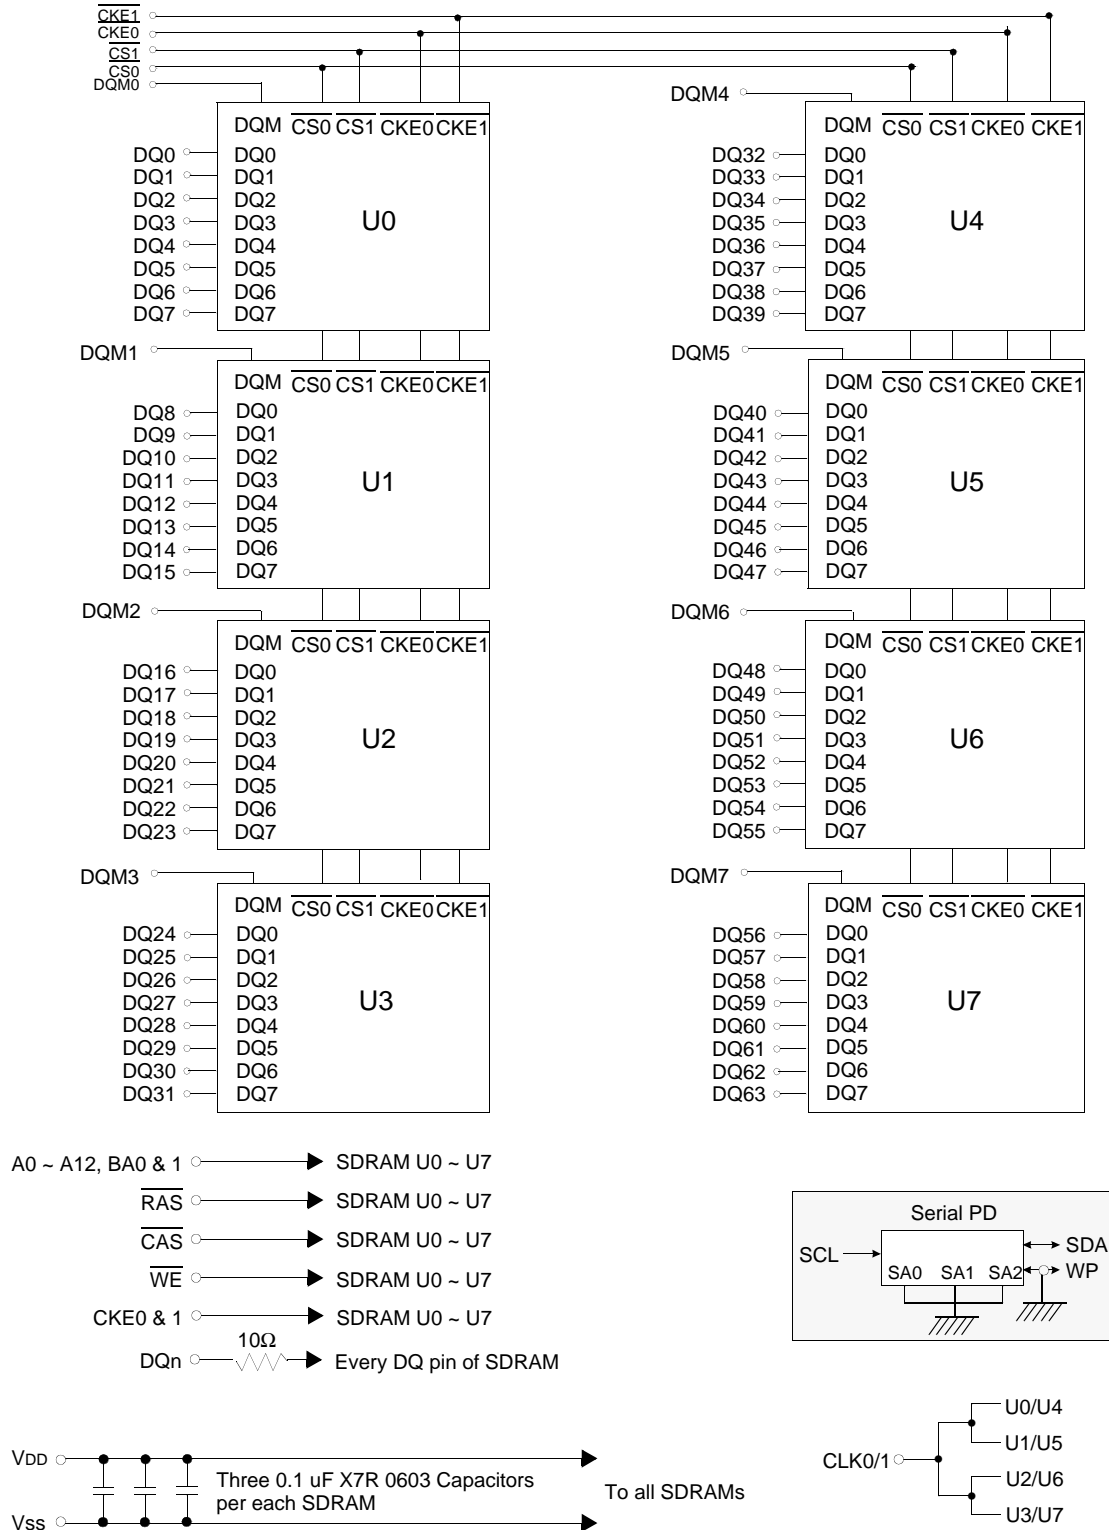 CKE1
CKE0
CS1
CS0
DQM0
DQM CS0 CS1 CKE0 CKE1
DQ0 DQ0
DQ1 DQ1
DQ2 DQ2
DQ3 DQ3
DQ4 DQ4
DQ5 DQ5
DQ6 DQ6
DQ7 DQ7
U0
DQM4
DQM CS0 CS1 CKE0 CKE1
DQ32 DQ0
DQ33 DQ1
DQ34 DQ2
DQ35 DQ3
DQ36 DQ4
DQ37 DQ5
DQ38 DQ6
DQ39 DQ7
U4
DQM1
DQM CS0 CS1 CKE0 CKE1
DQ8 DQ0
DQ9 DQ1
DQ10 DQ2
DQ11 DQ3
DQ12 DQ4
DQ13 DQ5
DQ14 DQ6
DQ15 DQ7
U1
DQM5
DQM CS0 CS1 CKE0 CKE1
DQ40 DQ0
DQ41 DQ1
DQ42 DQ2
DQ43 DQ3
DQ44 DQ4
DQ45 DQ5
DQ46 DQ6
DQ47 DQ7
U5
DQM2
DQM CS0 CS1 CKE0 CKE1
DQ16 DQ0
DQ17 DQ1
DQ18 DQ2
DQ19 DQ3
DQ20 DQ4
DQ21 DQ5
DQ22 DQ6
DQ23 DQ7
U2
DQM6
DQM CS0 CS1 CKE0 CKE1
DQ48 DQ0
DQ49 DQ1
DQ50 DQ2
DQ51 DQ3
DQ52 DQ4
DQ53 DQ5
DQ54 DQ6
DQ55 DQ7
U6
DQM3
DQM CS0 CS1 CKE0 CKE1
DQ24 DQ0
DQ25 DQ1
DQ26 DQ2
DQ27 DQ3
DQ28 DQ4
DQ29 DQ5
DQ30 DQ6
DQ31 DQ7
U3
DQM7
DQM CS0 CS1 CKE0 CKE1
DQ56 DQ0
DQ57 DQ1
DQ58 DQ2
DQ59 DQ3
DQ60 DQ4
DQ61 DQ5
DQ62 DQ6
DQ63 DQ7
U7
A0 ~ A12, BA0 & 1 SDRAM U0 ~ U7
RAS SDRAM U0 ~ U7
CAS SDRAM U0 ~ U7
WE SDRAM U0 ~ U7
CKE0 & 1 SDRAM U0 ~ U7
10Ω
DQn Every DQ pin of SDRAM
Serial PD
SCL
SDA
WP
SA0 SA1 SA2
VDD
Three 0.1 uF X7R 0603 Capacitors
per each SDRAM
To all SDRAMs
Vss
CLK0/1
U0/U4
U1/U5
U2/U6
U3/U7